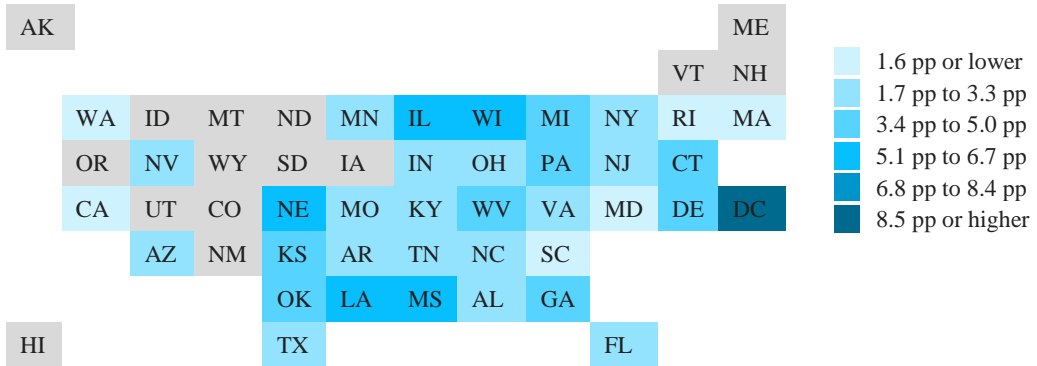 AK ME
VT NH
WA ID MT ND MN IL WI MI NY RI MA
OR NV WY SD IA IN OH PA NJ CT
CA UT CO NE MO KY WV VA MD DE DC
AZ NM KS AR TN NC SC
OK LA MS AL GA
HI TX FL
1.6 pp or lower
1.7 pp to 3.3 pp
3.4 pp to 5.0 pp
5.1 pp to 6.7 pp
6.8 pp to 8.4 pp
8.5 pp or higher